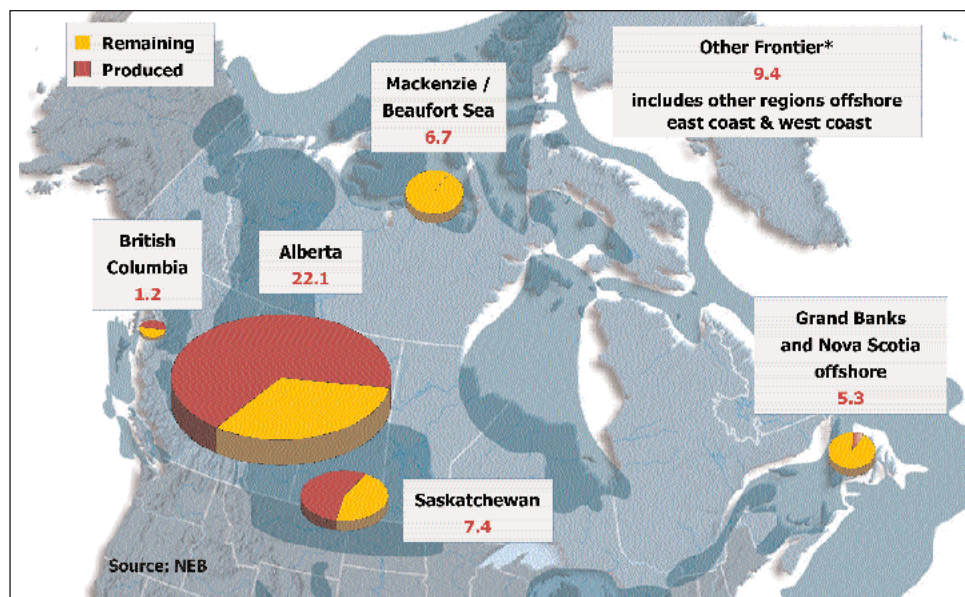 Remaining
Produced
Mackenzie /
Beaufort Sea
6.7
Other Frontier*
9.4
includes other regions offshore
east coast & west coast
British
Columbia
1.2
Alberta
22.1
Grand Banks
and Nova Scotia
offshore
5.3
Saskatchewan
7.4
Source: NEB